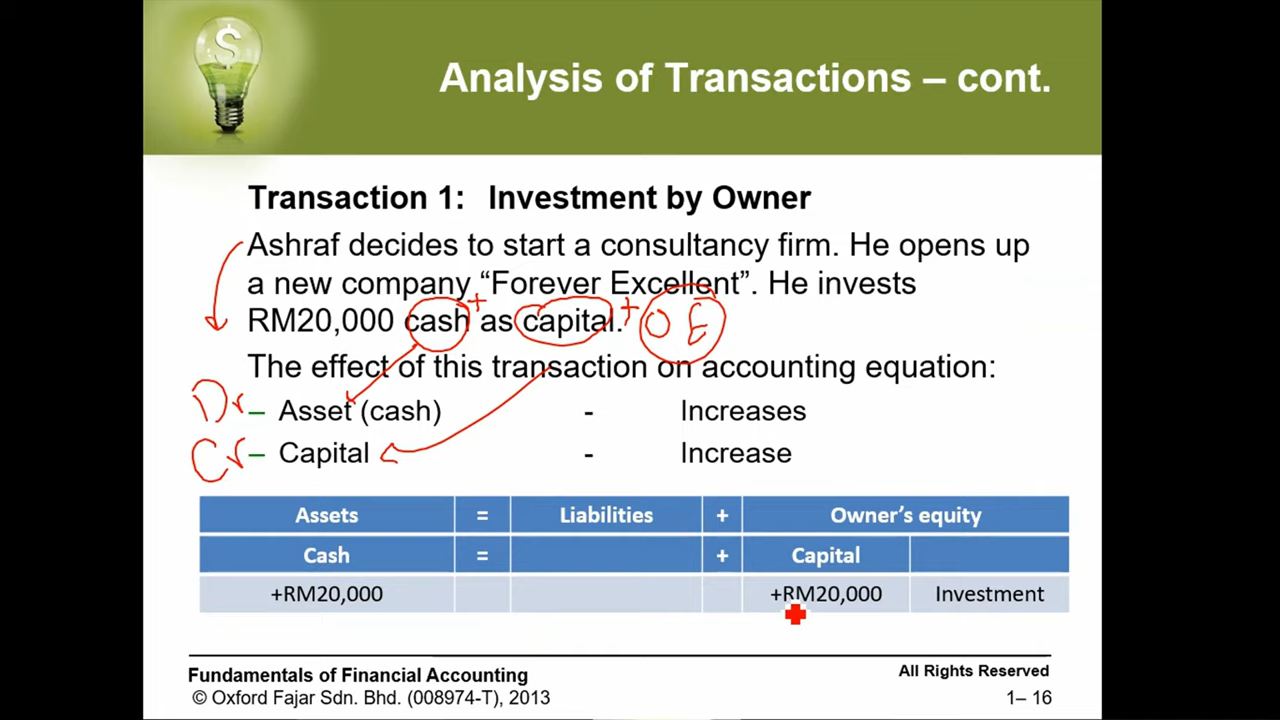 $
Analysis of Transactions – cont.
Transaction 1: Investment by Owner
Ashraf decides to start a consultancy firm. He opens up
a new company “Forever Excellent”. He invests
RM20,000 cash + as capital. + OE
The effect of this transaction on accounting equation:
Dr – Asset (cash) - Increases
Cr – Capital - Increase
Assets = Liabilities + Owner’s equity
Cash = + Capital
+RM20,000 +RM20,000 Investment
Fundamentals of Financial Accounting All Rights Reserved
© Oxford Fajar Sdn. Bhd. (008974-T), 2013 1– 16